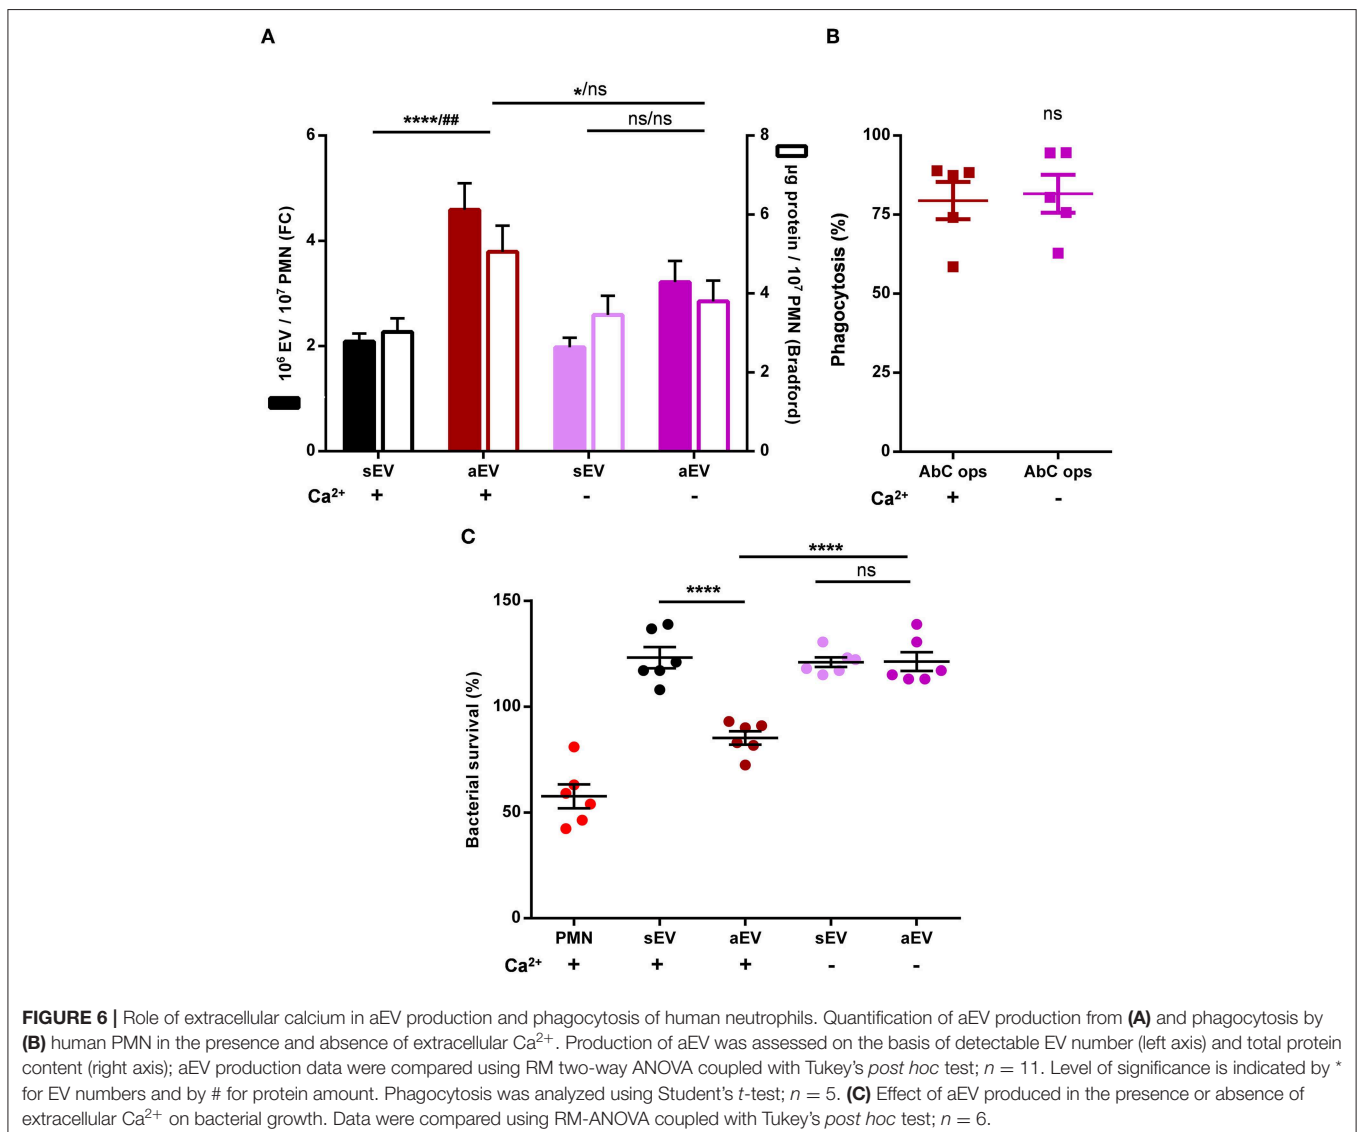 A
B
*/ns
****/##
ns/ns
ns
10⁶ EV / 10⁷ PMN (FC)
6
4
2
0
8
6
4
2
0
µg protein / 10⁷ PMN (Bradford)
sEV aEV sEV aEV
Ca²⁺ + + - -
Phagocytosis (%)
100
75
50
25
0
AbC ops AbC ops
Ca²⁺ + -
C
****
ns
****
Bacterial survival (%)
150
100
50
0
PMN sEV aEV sEV aEV
Ca²⁺ + + + - -
FIGURE 6 | Role of extracellular calcium in aEV production and phagocytosis of human neutrophils. Quantification of aEV production from (A) and phagocytosis by
(B) human PMN in the presence and absence of extracellular Ca²⁺. Production of aEV was assessed on the basis of detectable EV number (left axis) and total protein
content (right axis); aEV production data were compared using RM two-way ANOVA coupled with Tukey's post hoc test; n = 11. Level of significance is indicated by *
for EV numbers and by # for protein amount. Phagocytosis was analyzed using Student's t-test; n = 5. (C) Effect of aEV produced in the presence or absence of
extracellular Ca²⁺ on bacterial growth. Data were compared using RM-ANOVA coupled with Tukey's post hoc test; n = 6.